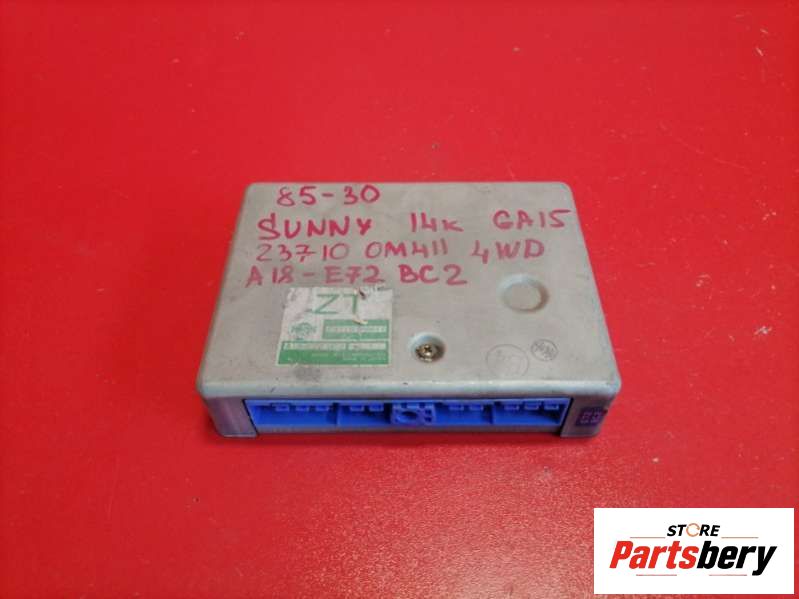 85-30
SUNNY 14K GA15
23710 0M411 4WD
A18-E72 BC2
ZT
STORE
Partsbery